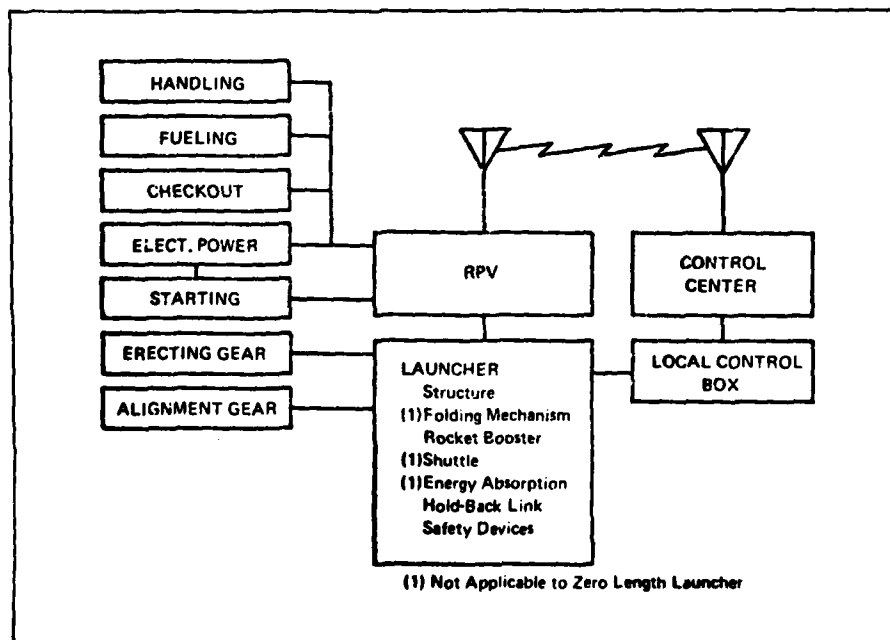 HANDLING
FUELING
CHECKOUT
ELECT. POWER
STARTING
ERECTING GEAR
ALIGNMENT GEAR
RPV
CONTROL
CENTER
LAUNCHER
Structure
(1) Folding Mechanism
Rocket Booster
(1) Shuttle
(1) Energy Absorption
Hold-Back Link
Safety Devices
LOCAL CONTROL
BOX
(1) Not Applicable to Zero Length Launcher